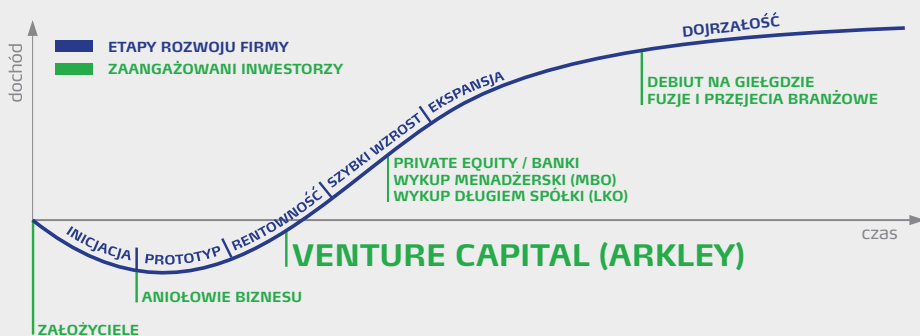 dochód
ETAPY ROZWOJU FIRMY
ZAANGAŻOWANI INWESTORZY
DOJRZAŁOŚĆ
EKSPANSJA
SZYBKI WZROST
RENTOWNOŚĆ
PROTOTYP
INICJACJA
DEBIUT NA GIEŁGDZIE
FUZJE I PRZEJĘCIA BRANŻOWE
PRIVATE EQUITY / BANKI
WYKUP MENADŻERSKI (MBO)
WYKUP DŁUGIEM SPÓŁKI (LKO)
czas
VENTURE CAPITAL (ARKLEY)
ANIOŁOWIE BIZNESU
ZAŁOŻYCIELE